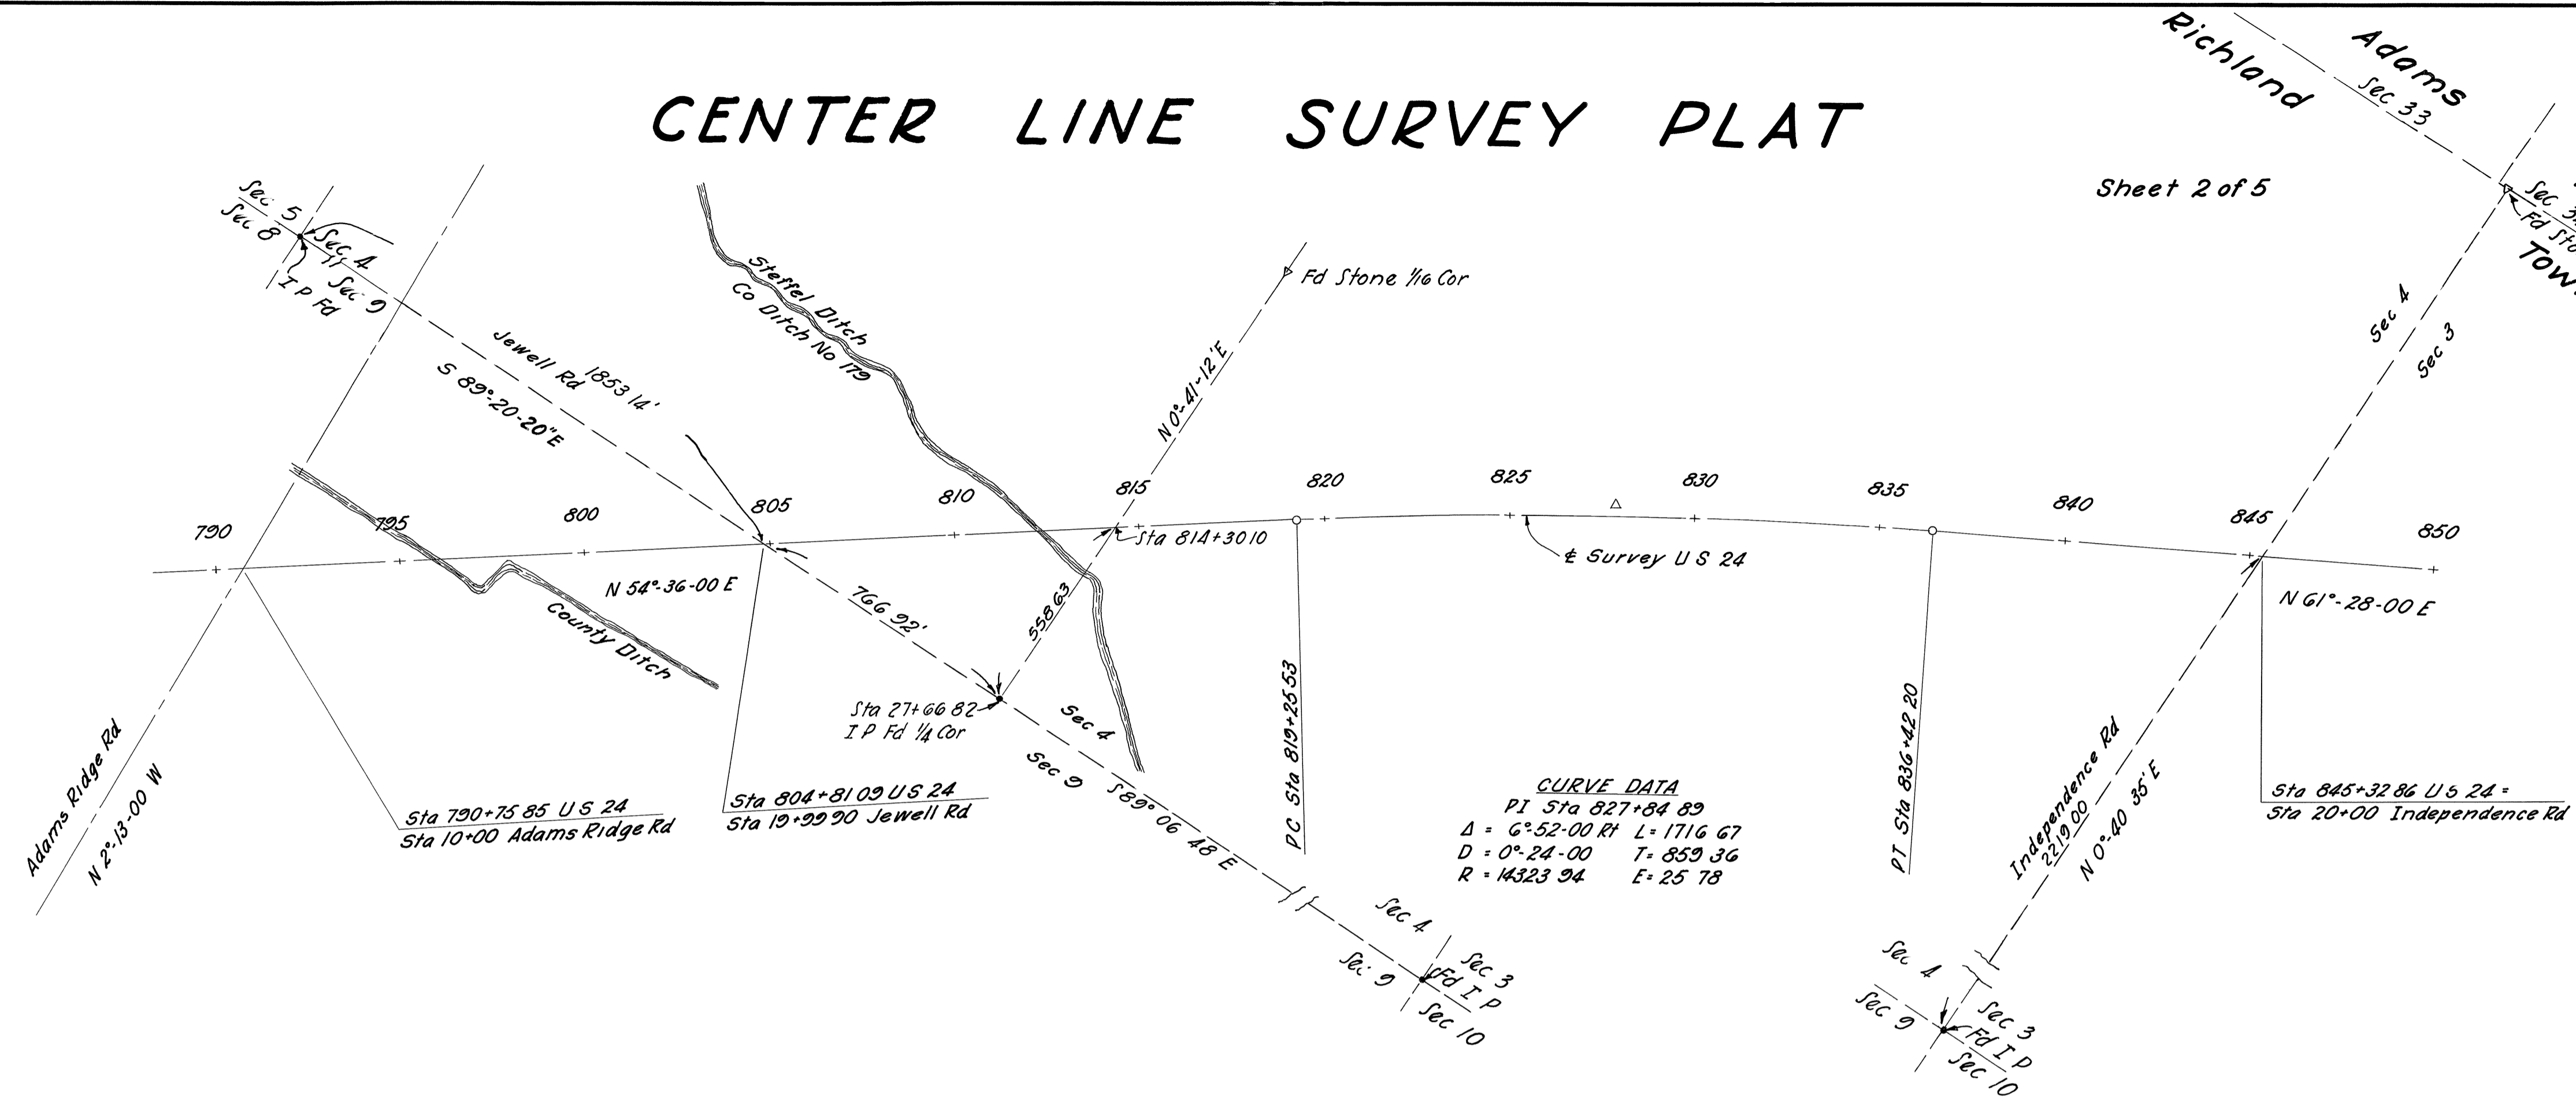 CENTER LINE SURVEY PLAT
Sheet 2 of 5
Richland
Adams
Sec 33
Sec
Fd
Sec 5
Sec 8
Sec 4
Sec 9
I P Fd
Jewell Rd
1853 14'
S 89°-20-20"E
Steffel Ditch
Co Ditch No 179
Fd Stone 1/16 Cor
N 0°-41-12'E
Sec 4
Sec 3
790
795
800
805
810
815
820
825
830
835
840
845
850
Sta 814+30 10
℄ Survey U S 24
N 54°-36-00 E
N 61°-28-00 E
County Ditch
766 92'
558 63
Sta 27+66 82
I P Fd 1/4 Cor
Sec 4
Sec 9
S 89° 06 48 E
PC Sta 819+25 53
PT Sta 836+42 20
Adams Ridge Rd
N 2°-13-00 W
Sta 790+75 85 U S 24
Sta 10+00 Adams Ridge Rd
Sta 804+81 09 U S 24
Sta 19+99 90 Jewell Rd
CURVE DATA
PI Sta 827+84 89
Δ = 6°-52-00 Rt L = 1716 67
D = 0°-24-00 T = 859 36
R = 14323 94 E = 25 78
Independence Rd
2219 00
N 0°-40 35' E
Sta 845+32 86 U S 24 =
Sta 20+00 Independence Rd
Sec 4
Sec 9
Sec 3
Fd I P
Sec 10
Sec 4
Sec 9
Sec 3
Fd I P
Sec 10